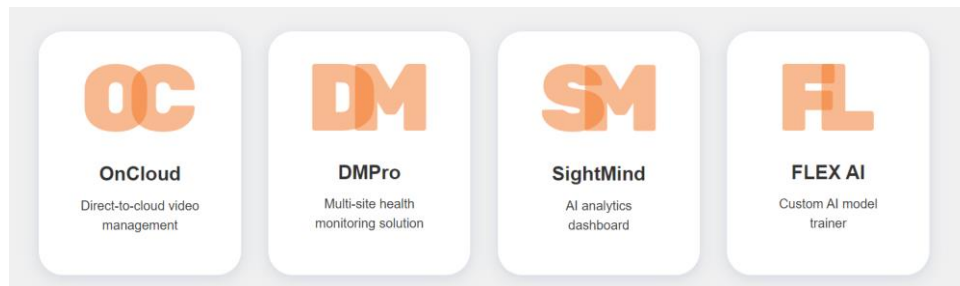 OC
DM
SM
FL
OnCloud
DMPro
SightMind
FLEX AI
Direct-to-cloud video
management
Multi-site health
monitoring solution
AI analytics
dashboard
Custom AI model
trainer